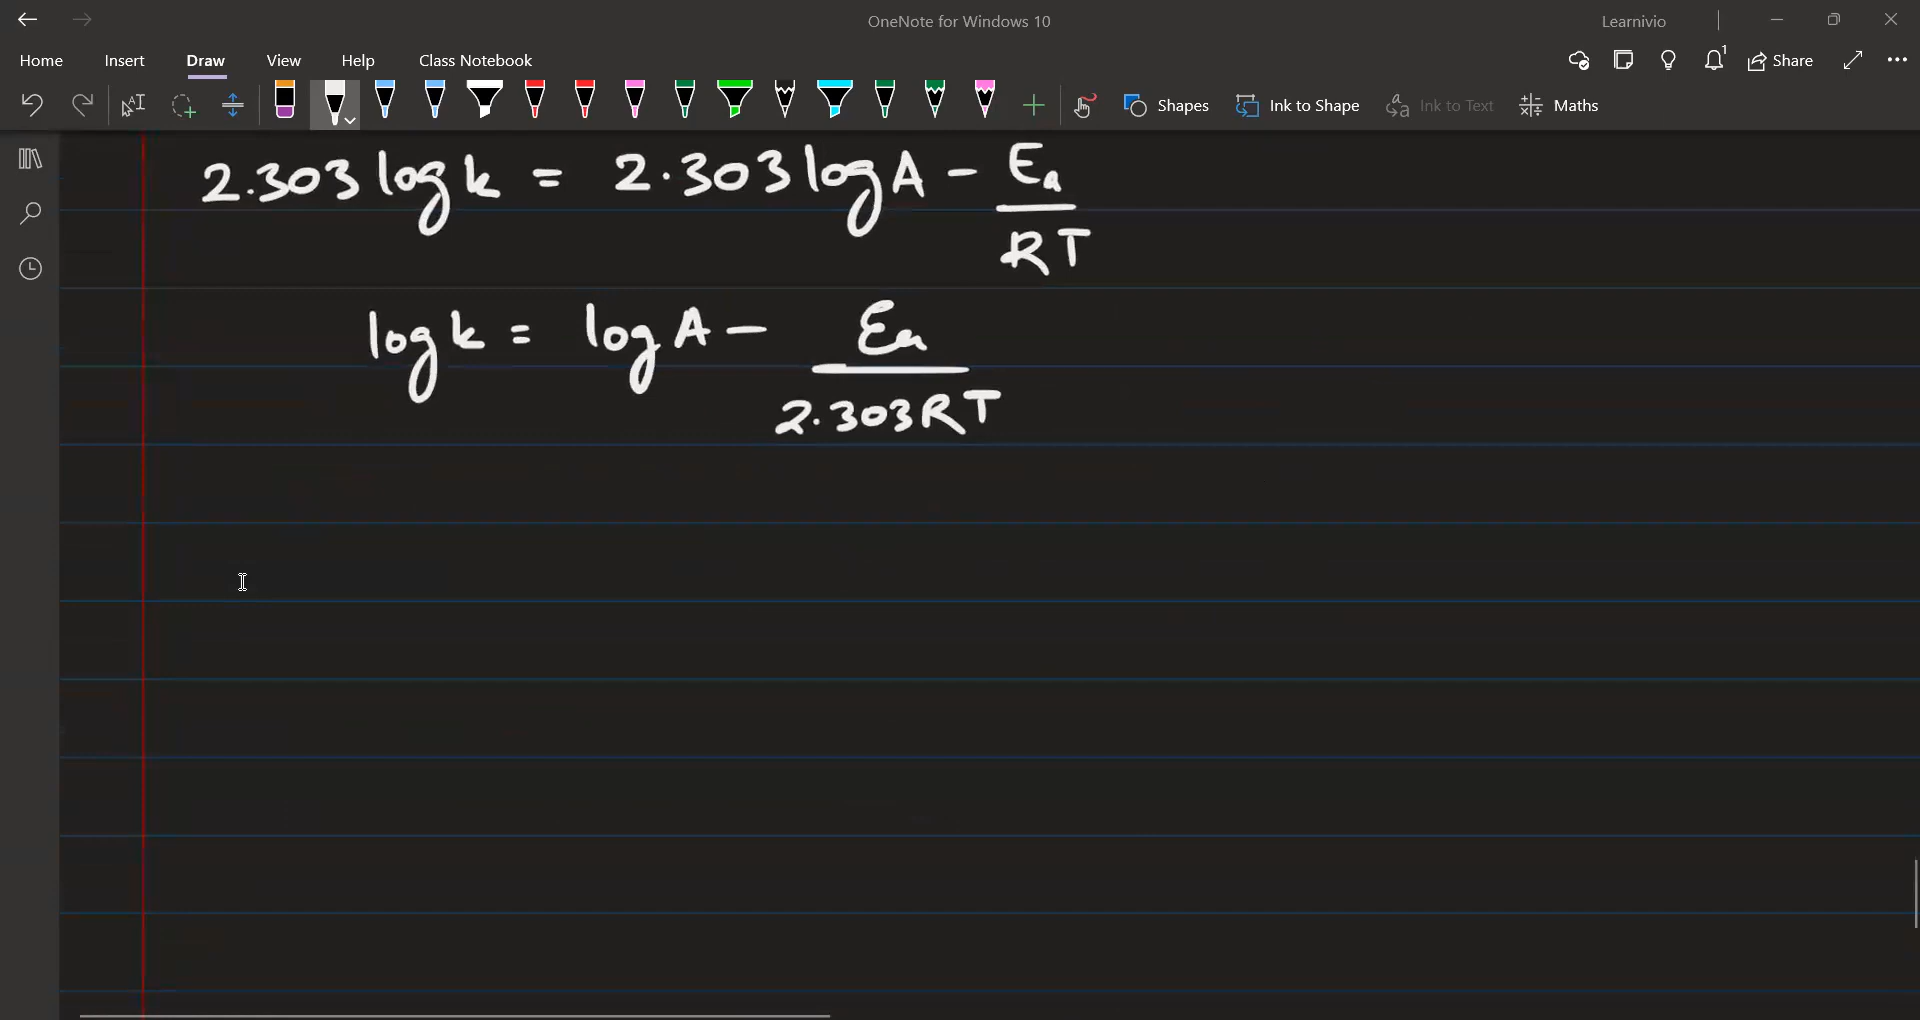 OneNote for Windows 10
Learnivio
Home Insert Draw View Help Class Notebook
1
Share
Shapes Ink to Shape Ink to Text Maths
2.303 log k = 2.303 log A - Ea/RT
log k = log A - Ea/2.303RT